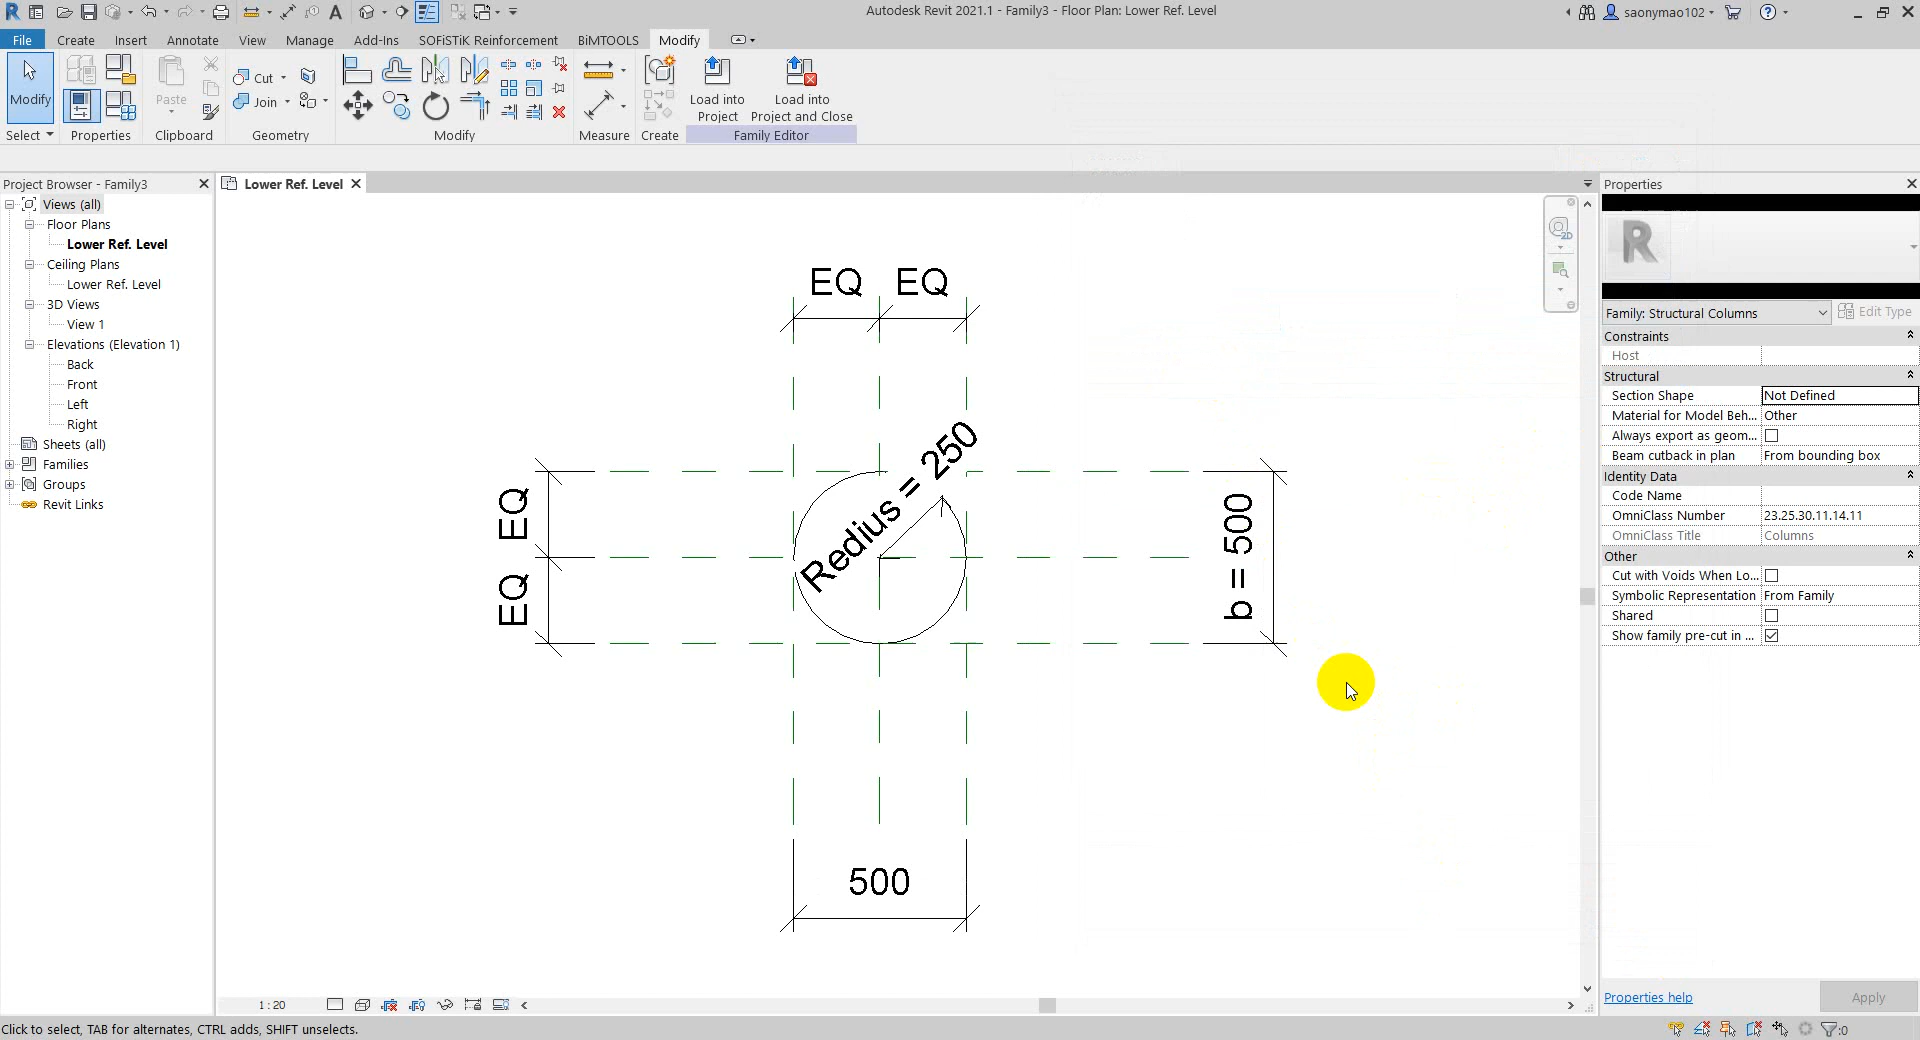 Autodesk Revit 2021.1 - Family3 - Floor Plan: Lower Ref. Level
saonymao102
File Create Insert Annotate View Manage Add-Ins SOFiSTiK Reinforcement BiMTOOLS Modify
Modify
Paste
Cut
Join
Load into
Project
Load into
Project and Close
Select Properties Clipboard Geometry Modify Measure Create Family Editor
Project Browser - Family3
Views (all)
Floor Plans
Lower Ref. Level
Ceiling Plans
Lower Ref. Level
3D Views
View 1
Elevations (Elevation 1)
Back
Front
Left
Right
Sheets (all)
Families
Groups
Revit Links
Lower Ref. Level
EQ EQ
EQ
EQ
Redius = 250
b = 500
500
1 : 20
Properties
Family: Structural Columns
Edit Type
Constraints
Host
Structural
Section Shape Not Defined
Material for Model Beh... Other
Always export as geom...
Beam cutback in plan From bounding box
Identity Data
Code Name
OmniClass Number 23.25.30.11.14.11
OmniClass Title Columns
Other
Cut with Voids When Lo...
Symbolic Representation From Family
Shared
Show family pre-cut in ...
Properties help
Apply
Click to select, TAB for alternates, CTRL adds, SHIFT unselects.
:0